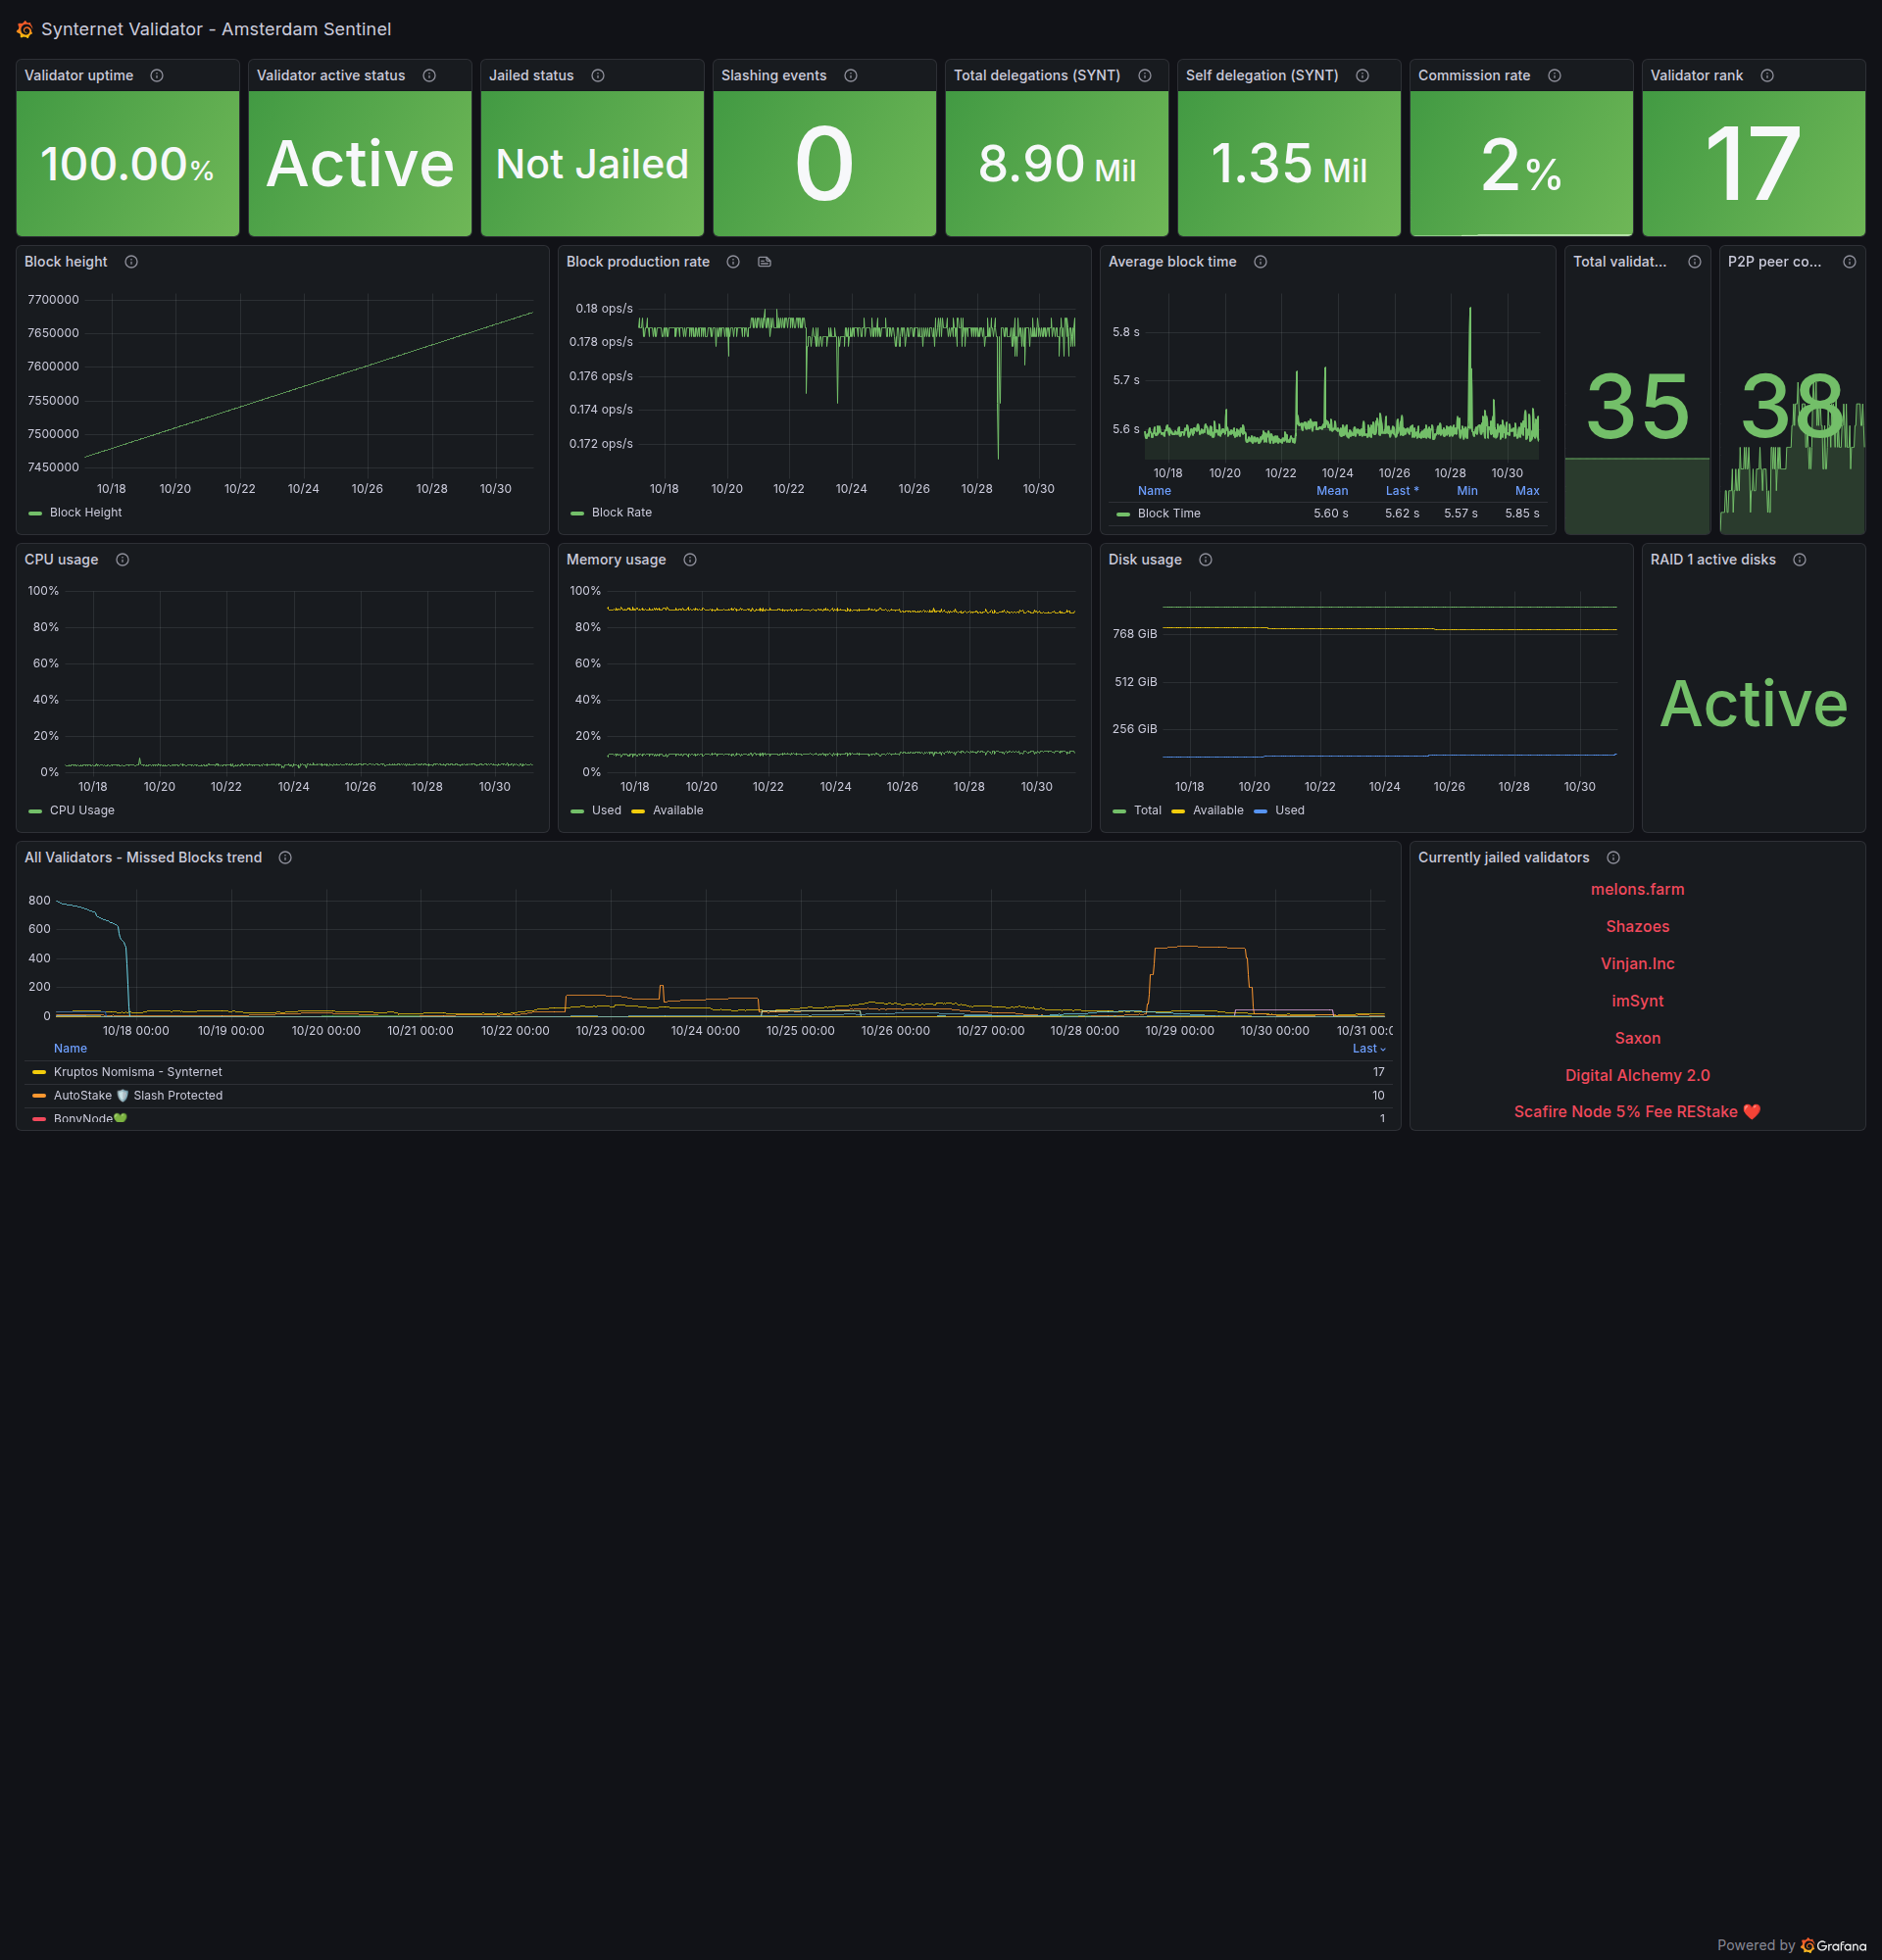 Synternet Validator - Amsterdam Sentinel
Validator uptime
100.00%
Validator active status
Active
Jailed status
Not Jailed
Slashing events
0
Total delegations (SYNT)
8.90 Mil
Self delegation (SYNT)
1.35 Mil
Commission rate
2%
Validator rank
17
Block height
7700000
7650000
7600000
7550000
7500000
7450000
10/18 10/20 10/22 10/24 10/26 10/28 10/30
Block Height
Block production rate
0.18 ops/s
0.178 ops/s
0.176 ops/s
0.174 ops/s
0.172 ops/s
10/18 10/20 10/22 10/24 10/26 10/28 10/30
Block Rate
Average block time
5.8 s
5.7 s
5.6 s
10/18 10/20 10/22 10/24 10/26 10/28 10/30
Name Mean Last * Min Max
Block Time 5.60 s 5.62 s 5.57 s 5.85 s
Total validat...
35
P2P peer co...
38
CPU usage
100%
80%
60%
40%
20%
0%
10/18 10/20 10/22 10/24 10/26 10/28 10/30
CPU Usage
Memory usage
100%
80%
60%
40%
20%
0%
10/18 10/20 10/22 10/24 10/26 10/28 10/30
Used Available
Disk usage
768 GiB
512 GiB
256 GiB
10/18 10/20 10/22 10/24 10/26 10/28 10/30
Total Available Used
RAID 1 active disks
Active
All Validators - Missed Blocks trend
800
600
400
200
0
10/18 00:00 10/19 00:00 10/20 00:00 10/21 00:00 10/22 00:00 10/23 00:00 10/24 00:00 10/25 00:00 10/26 00:00 10/27 00:00 10/28 00:00 10/29 00:00 10/30 00:00 10/31 00:0
Name Last
Kruptos Nomisma - Synternet 17
AutoStake 🛡️ Slash Protected 10
BonyNode💚 1
Currently jailed validators
melons.farm
Shazoes
Vinjan.Inc
imSynt
Saxon
Digital Alchemy 2.0
Scafire Node 5% Fee REStake ❤️
Powered by Grafana